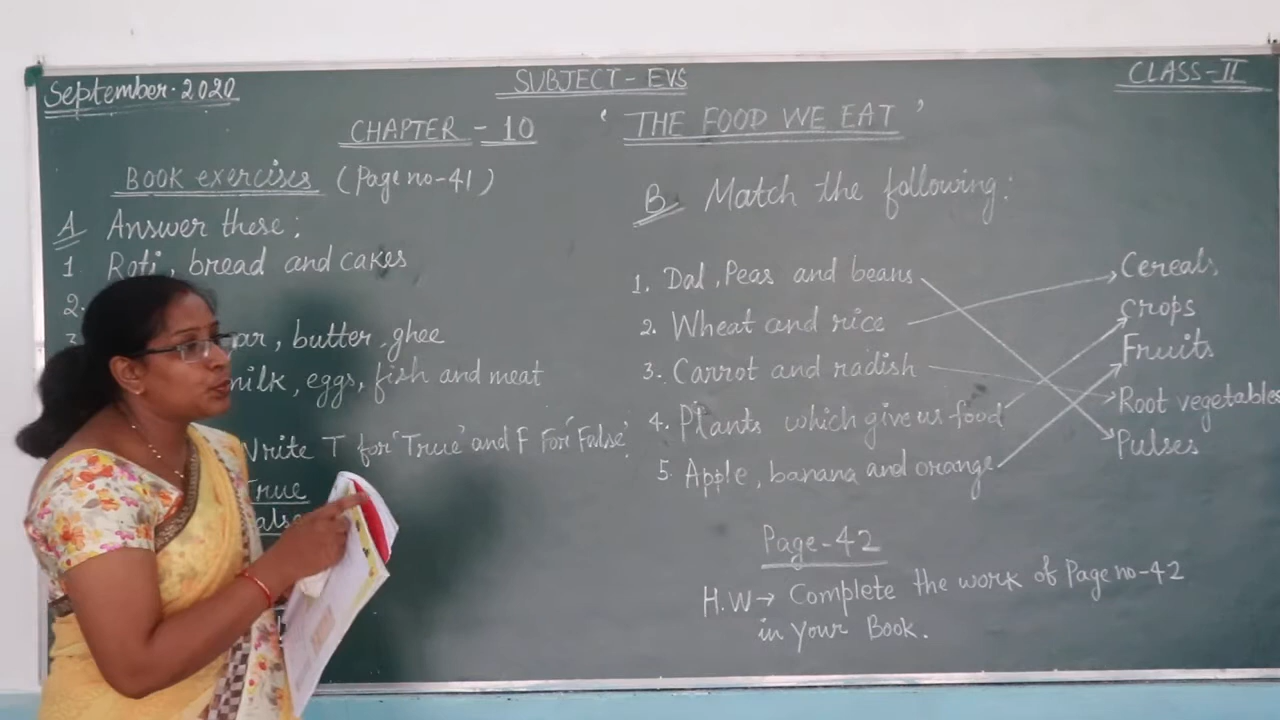 September.2020
SUBJECT - EVS
CLASS-II
CHAPTER - 10 'THE FOOD WE EAT'
Book exercises (Page no-41)
A Answer these:
1. Roti, bread and cakes
2.
butter, ghee
milk, eggs, fish and meat
Write T for 'True' and F For 'False'.
True
B. Match the following:
1. Dal, Peas and beans
2. Wheat and rice
3. Carrot and radish
4. Plants which give us food
5. Apple, banana and orange
Cereals
Crops
Fruits
Root vegetables
Pulses
Page-42
H.W→ Complete the work of Page no-42
in your Book.